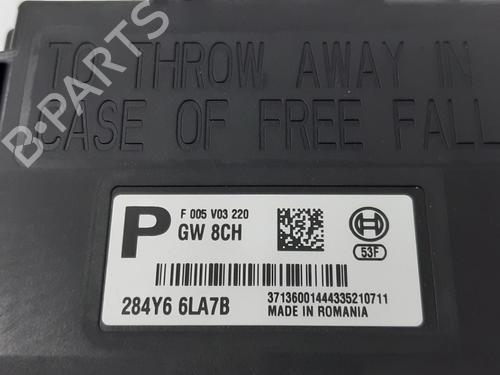 TO THROW AWAY IN
CASE OF FREE FALL
B-PARTS
P
F 005 V03 220
GW 8CH
53F
284Y6 6LA7B
37136001444335210711
MADE IN ROMANIA